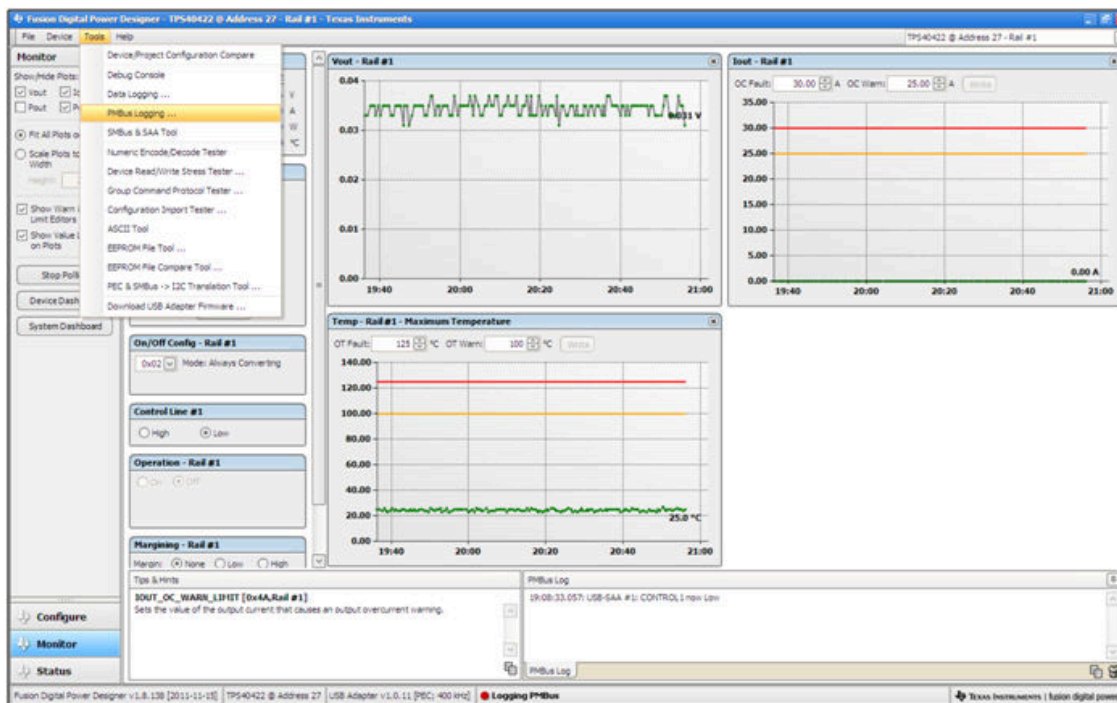 Fusion Digital Power Designer - TPS40422 @ Address 27 - Rail #1 - Texas Instruments
File Device Tools Help
TPS40422 @ Address 27 - Rail #1
Monitor
Show/Hide Plots:
Vout
Pout
Fit All Plots
Scale Plots to
Width
Height:
Show Warn
Limit Editors
Show Value
on Plots
Stop
Device Dash
System Dashboard
Device/Project Configuration Compare
Debug Console
Data Logging ...
PMBus Logging ...
SMBus & SAA Tool
Numeric Encode/Decode Tester
Device Read/Write Stress Tester ...
Group Command Protocol Tester ...
Configuration Import Tester ...
ASCII Tool
EEPROM File Tool ...
EEPROM File Compare Tool ...
PEC & SMBus -> I2C Translation Tool ...
Download USB Adapter Firmware ...
V
A
W
°C
On/Off Config - Rail #1
0x02 Mode: Always Converting
Control Line #1
High Low
Operation - Rail #1
On Off
Margining - Rail #1
Margin: None Low High
Vout - Rail #1
0.04
0.03
0.02
0.01
0.00
0.031 V
19:40 20:00 20:20 20:40 21:00
Iout - Rail #1
OC Fault: 30.00 A OC Warn: 25.00 A Write
35.00
30.00
25.00
20.00
15.00
10.00
5.00
0.00
0.00 A
19:40 20:00 20:20 20:40 21:00
Temp - Rail #1 - Maximum Temperature
OT Fault: 125 °C OT Warn: 100 °C Write
140.00
120.00
100.00
80.00
60.00
40.00
20.00
0.00
25.0 °C
19:40 20:00 20:20 20:40 21:00
Tips & Hints
IOUT_OC_WARN_LIMIT [0x4A,Rail #1]
Sets the value of the output current that causes an output overcurrent warning.
PMBus Log
19:08:33.057: USB-SAA #1: CONTROL1 now Low
PMBus Log
Configure
Monitor
Status
Fusion Digital Power Designer v1.8.138 [2011-11-15] TPS40422 @ Address 27 USB Adapter v1.0.11 [PEC; 400 kHz] Logging PMBus
TEXAS INSTRUMENTS | fusion digital power